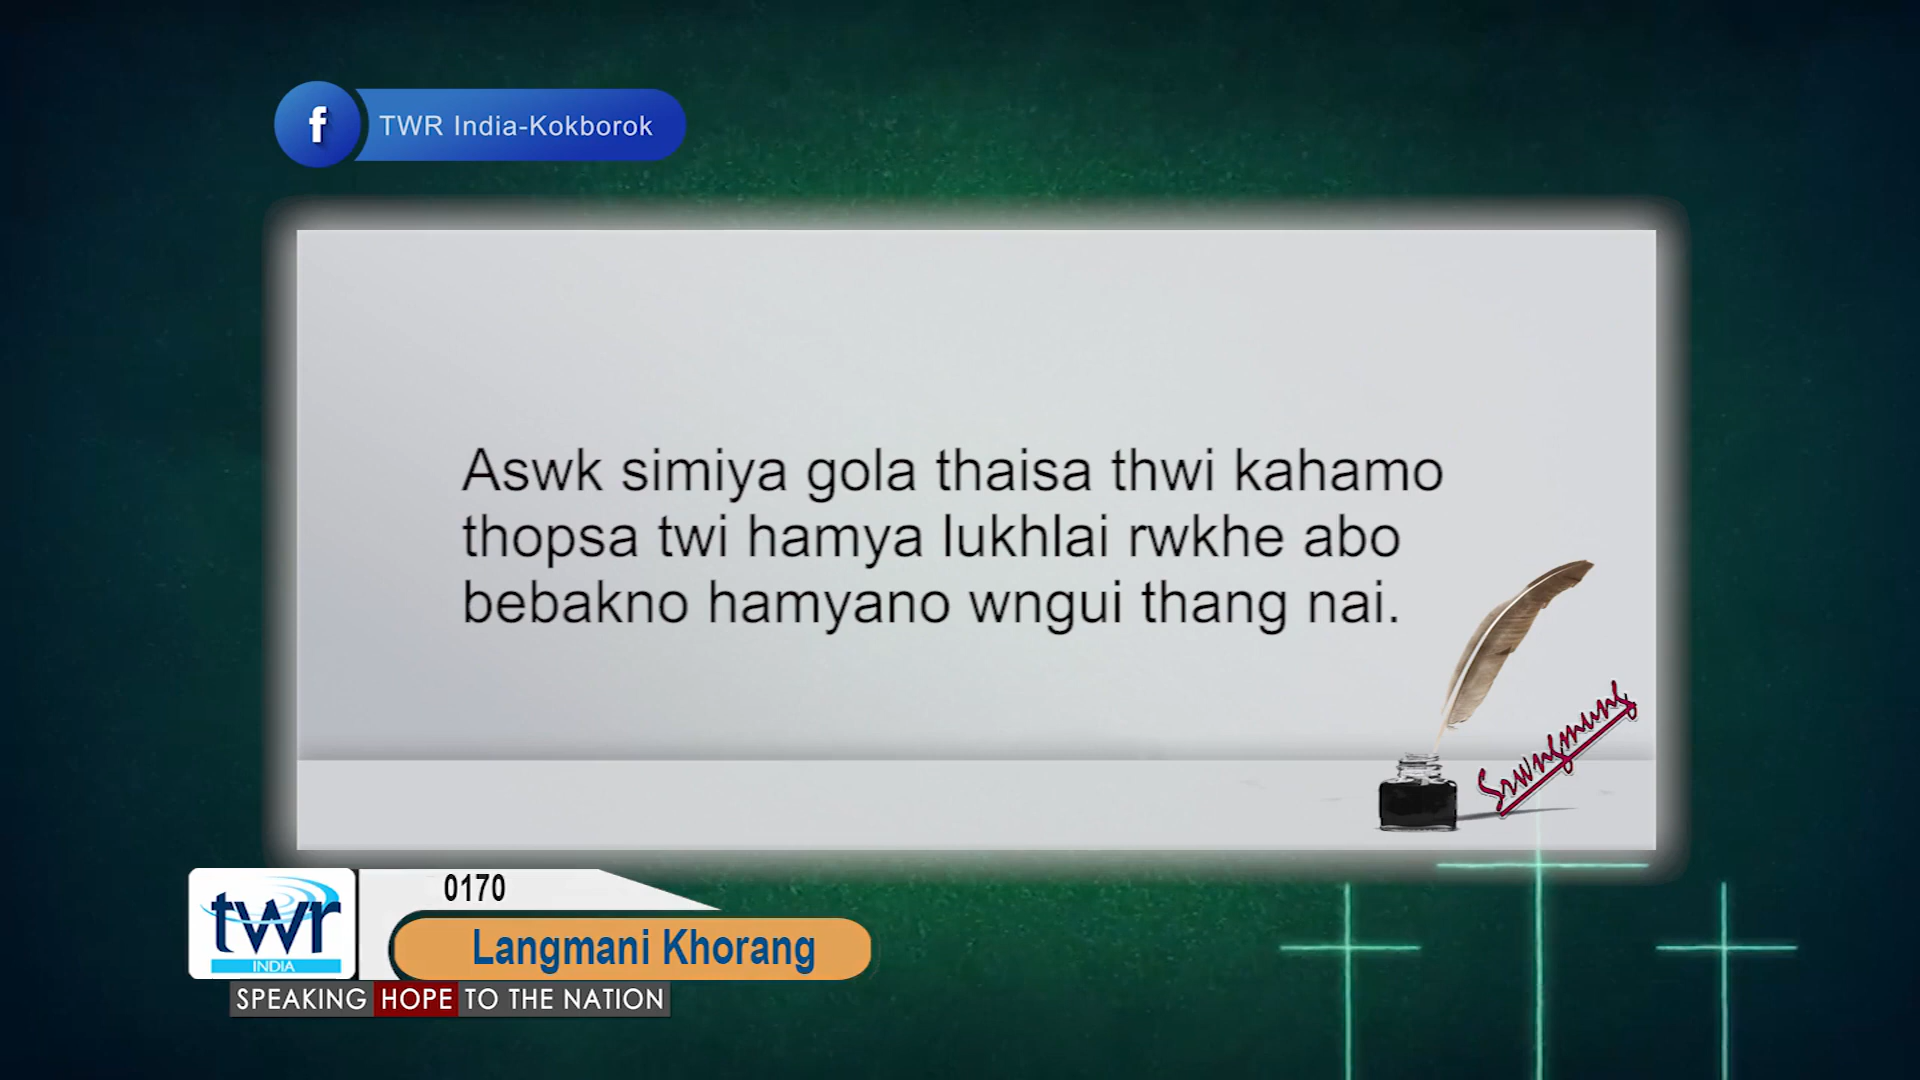 f TWR India-Kokborok
Aswk simiya gola thaisa thwi kahamo
thopsa twi hamya lukhlai rwkhe abo
bebakno hamyano wngui thang nai.
Srwngmung
twr
INDIA
0170
Langmani Khorang
SPEAKING HOPE TO THE NATION